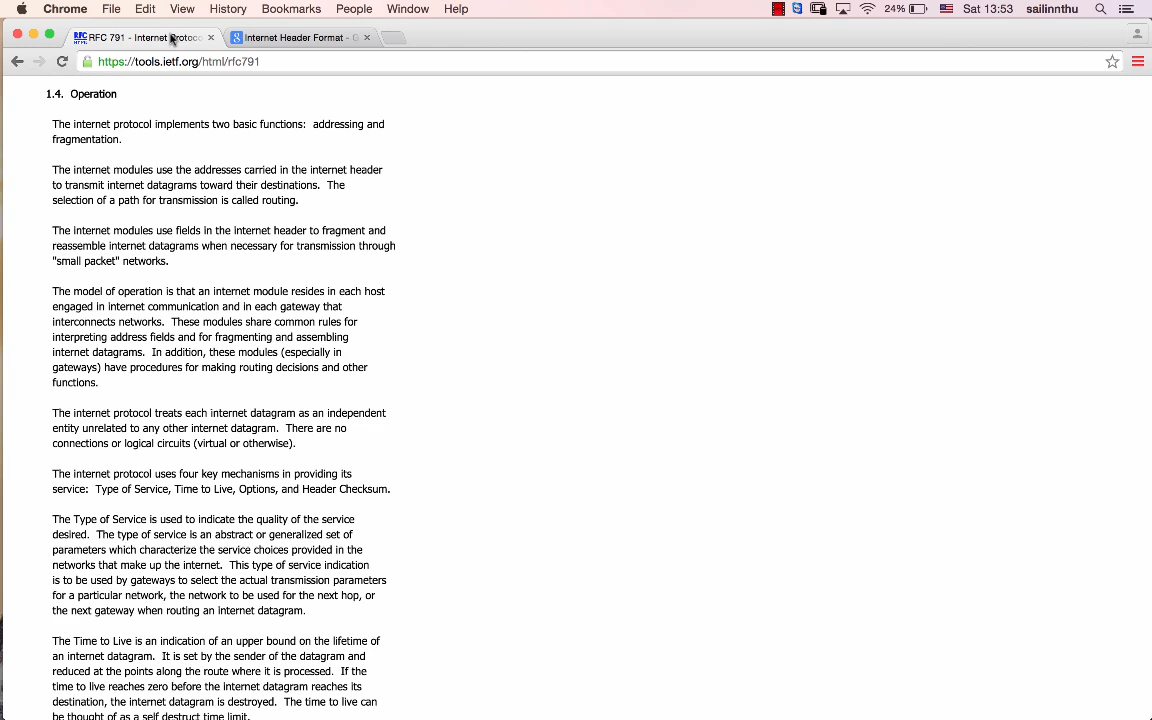 Chrome File Edit View History Bookmarks People Window Help 24% Sat 13:53 sailinnthu
RFC 791 - Internet Protoco Internet Header Format - G
https://tools.ietf.org/html/rfc791
1.4. Operation
The internet protocol implements two basic functions: addressing and
fragmentation.
The internet modules use the addresses carried in the internet header
to transmit internet datagrams toward their destinations. The
selection of a path for transmission is called routing.
The internet modules use fields in the internet header to fragment and
reassemble internet datagrams when necessary for transmission through
"small packet" networks.
The model of operation is that an internet module resides in each host
engaged in internet communication and in each gateway that
interconnects networks. These modules share common rules for
interpreting address fields and for fragmenting and assembling
internet datagrams. In addition, these modules (especially in
gateways) have procedures for making routing decisions and other
functions.
The internet protocol treats each internet datagram as an independent
entity unrelated to any other internet datagram. There are no
connections or logical circuits (virtual or otherwise).
The internet protocol uses four key mechanisms in providing its
service: Type of Service, Time to Live, Options, and Header Checksum.
The Type of Service is used to indicate the quality of the service
desired. The type of service is an abstract or generalized set of
parameters which characterize the service choices provided in the
networks that make up the internet. This type of service indication
is to be used by gateways to select the actual transmission parameters
for a particular network, the network to be used for the next hop, or
the next gateway when routing an internet datagram.
The Time to Live is an indication of an upper bound on the lifetime of
an internet datagram. It is set by the sender of the datagram and
reduced at the points along the route where it is processed. If the
time to live reaches zero before the internet datagram reaches its
destination, the internet datagram is destroyed. The time to live can
be thought of as a self destruct time limit.